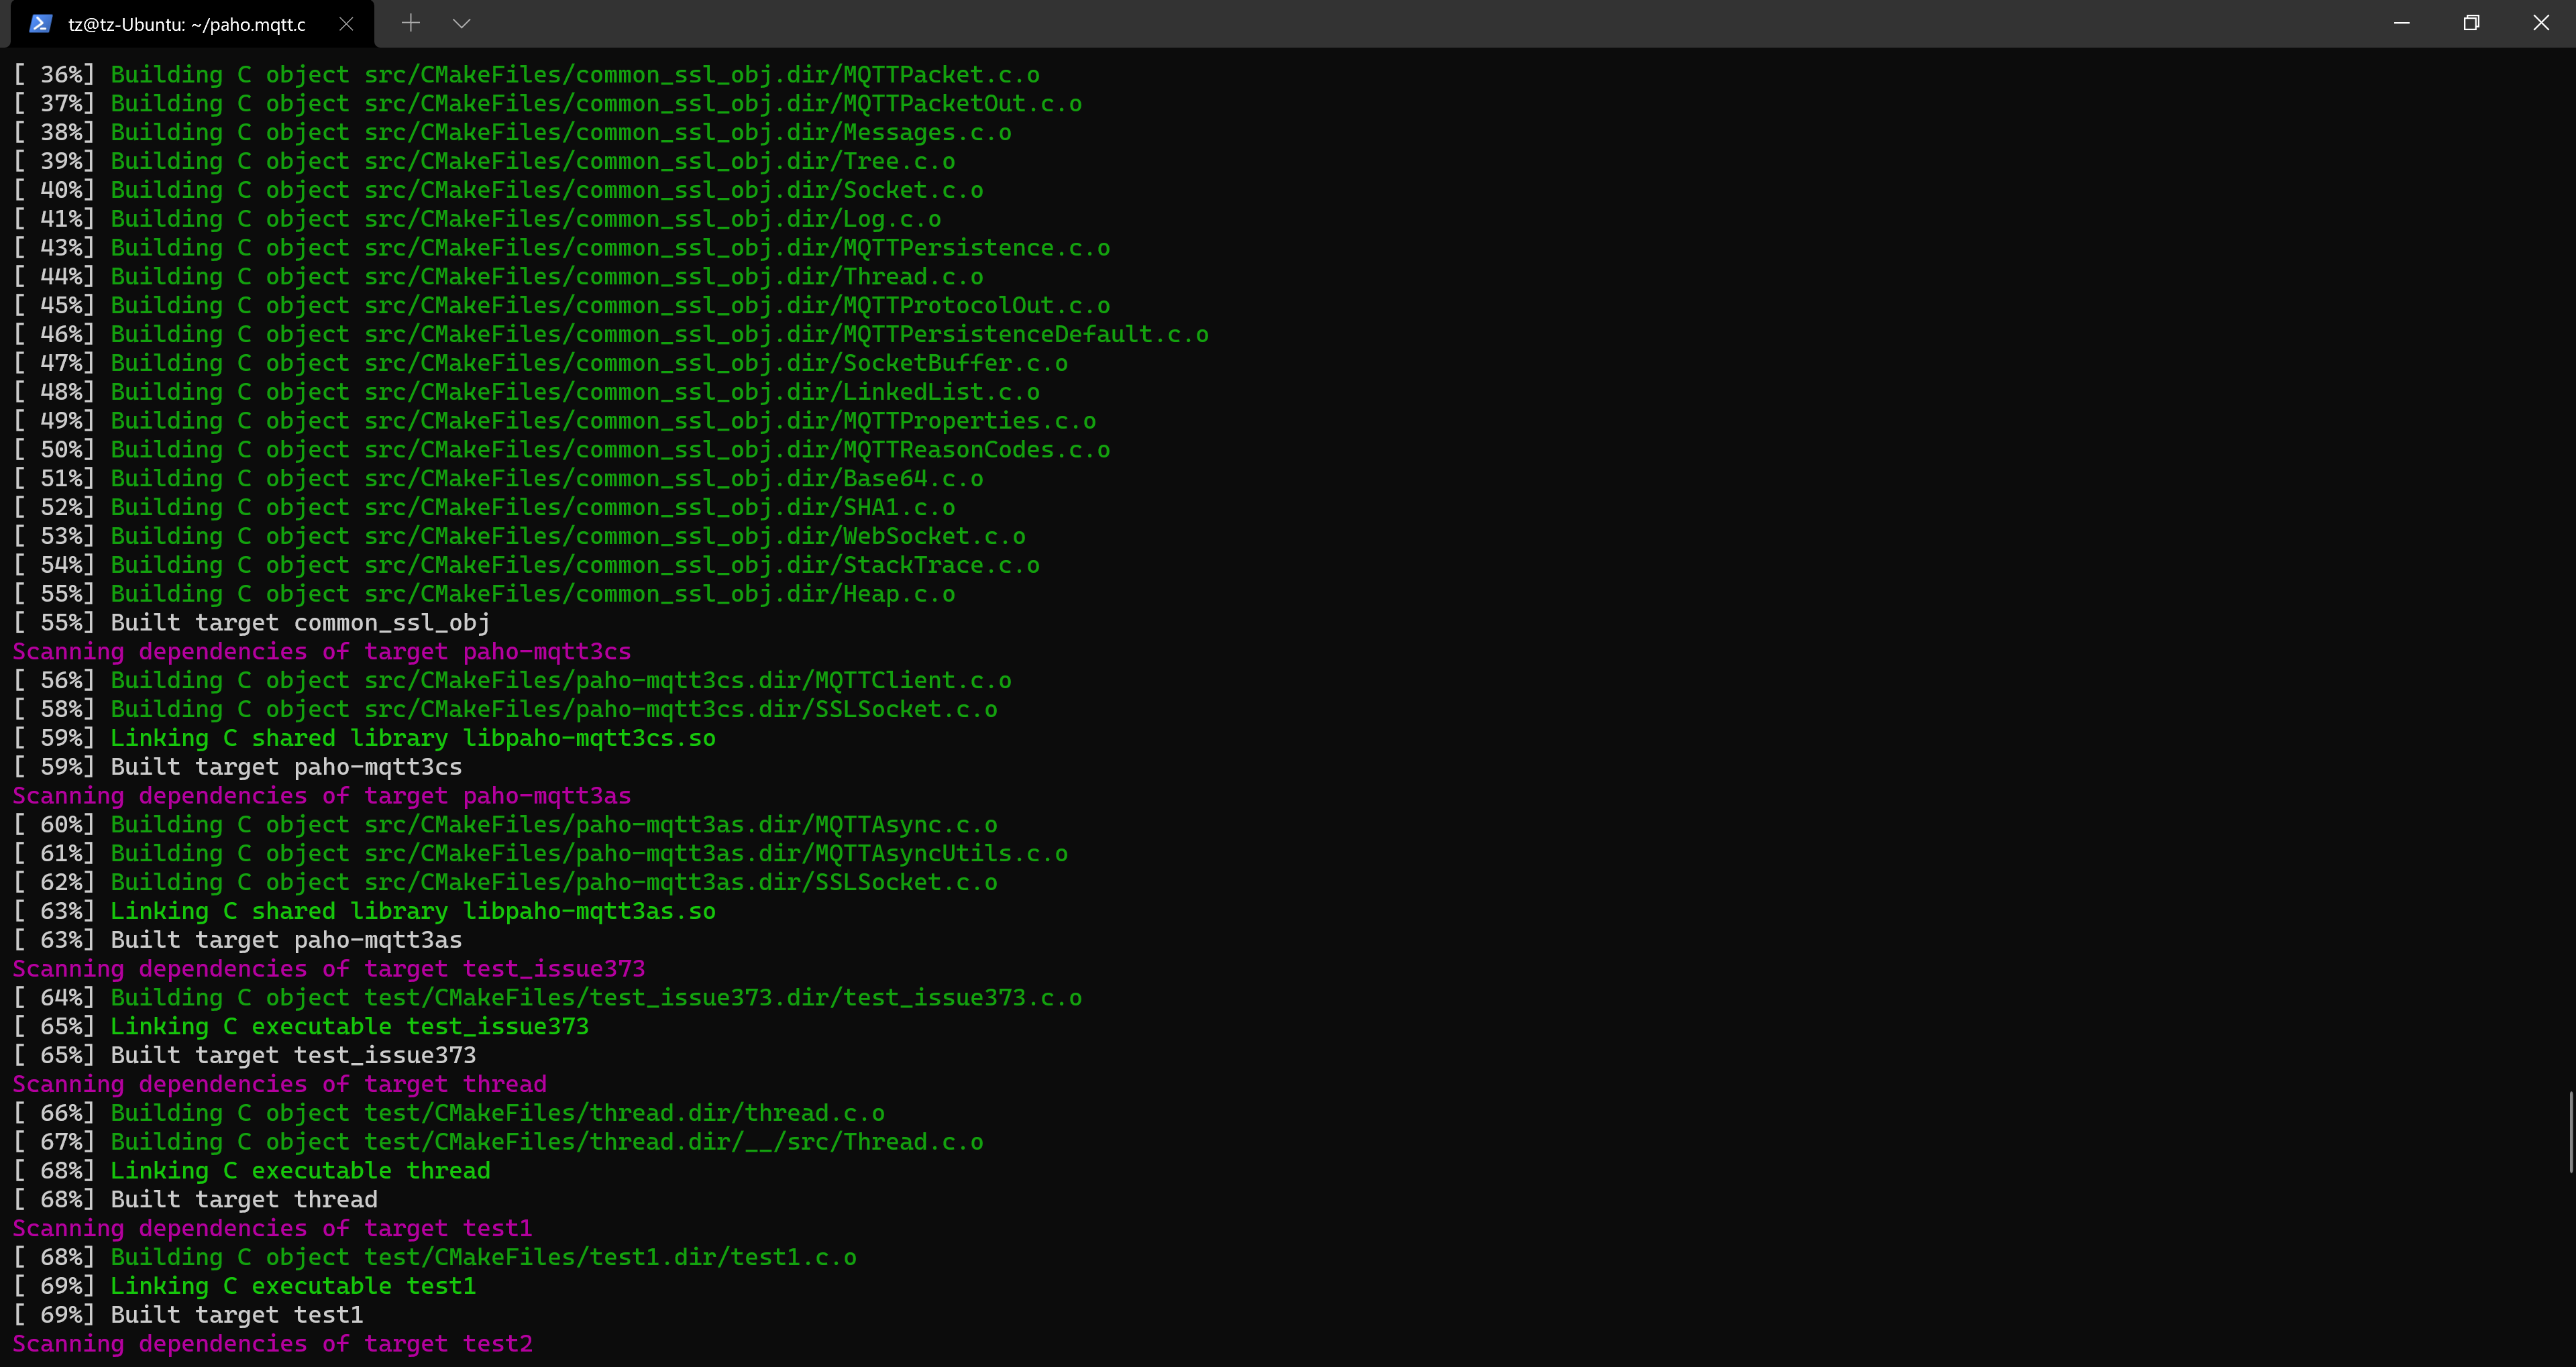 tz@tz-Ubuntu: ~/paho.mqtt.c
[ 36%] Building C object src/CMakeFiles/common_ssl_obj.dir/MQTTPacket.c.o
[ 37%] Building C object src/CMakeFiles/common_ssl_obj.dir/MQTTPacketOut.c.o
[ 38%] Building C object src/CMakeFiles/common_ssl_obj.dir/Messages.c.o
[ 39%] Building C object src/CMakeFiles/common_ssl_obj.dir/Tree.c.o
[ 40%] Building C object src/CMakeFiles/common_ssl_obj.dir/Socket.c.o
[ 41%] Building C object src/CMakeFiles/common_ssl_obj.dir/Log.c.o
[ 43%] Building C object src/CMakeFiles/common_ssl_obj.dir/MQTTPersistence.c.o
[ 44%] Building C object src/CMakeFiles/common_ssl_obj.dir/Thread.c.o
[ 45%] Building C object src/CMakeFiles/common_ssl_obj.dir/MQTTProtocolOut.c.o
[ 46%] Building C object src/CMakeFiles/common_ssl_obj.dir/MQTTPersistenceDefault.c.o
[ 47%] Building C object src/CMakeFiles/common_ssl_obj.dir/SocketBuffer.c.o
[ 48%] Building C object src/CMakeFiles/common_ssl_obj.dir/LinkedList.c.o
[ 49%] Building C object src/CMakeFiles/common_ssl_obj.dir/MQTTProperties.c.o
[ 50%] Building C object src/CMakeFiles/common_ssl_obj.dir/MQTTReasonCodes.c.o
[ 51%] Building C object src/CMakeFiles/common_ssl_obj.dir/Base64.c.o
[ 52%] Building C object src/CMakeFiles/common_ssl_obj.dir/SHA1.c.o
[ 53%] Building C object src/CMakeFiles/common_ssl_obj.dir/WebSocket.c.o
[ 54%] Building C object src/CMakeFiles/common_ssl_obj.dir/StackTrace.c.o
[ 55%] Building C object src/CMakeFiles/common_ssl_obj.dir/Heap.c.o
[ 55%] Built target common_ssl_obj
Scanning dependencies of target paho-mqtt3cs
[ 56%] Building C object src/CMakeFiles/paho-mqtt3cs.dir/MQTTClient.c.o
[ 58%] Building C object src/CMakeFiles/paho-mqtt3cs.dir/SSLSocket.c.o
[ 59%] Linking C shared library libpaho-mqtt3cs.so
[ 59%] Built target paho-mqtt3cs
Scanning dependencies of target paho-mqtt3as
[ 60%] Building C object src/CMakeFiles/paho-mqtt3as.dir/MQTTAsync.c.o
[ 61%] Building C object src/CMakeFiles/paho-mqtt3as.dir/MQTTAsyncUtils.c.o
[ 62%] Building C object src/CMakeFiles/paho-mqtt3as.dir/SSLSocket.c.o
[ 63%] Linking C shared library libpaho-mqtt3as.so
[ 63%] Built target paho-mqtt3as
Scanning dependencies of target test_issue373
[ 64%] Building C object test/CMakeFiles/test_issue373.dir/test_issue373.c.o
[ 65%] Linking C executable test_issue373
[ 65%] Built target test_issue373
Scanning dependencies of target thread
[ 66%] Building C object test/CMakeFiles/thread.dir/thread.c.o
[ 67%] Building C object test/CMakeFiles/thread.dir/__/src/Thread.c.o
[ 68%] Linking C executable thread
[ 68%] Built target thread
Scanning dependencies of target test1
[ 68%] Building C object test/CMakeFiles/test1.dir/test1.c.o
[ 69%] Linking C executable test1
[ 69%] Built target test1
Scanning dependencies of target test2